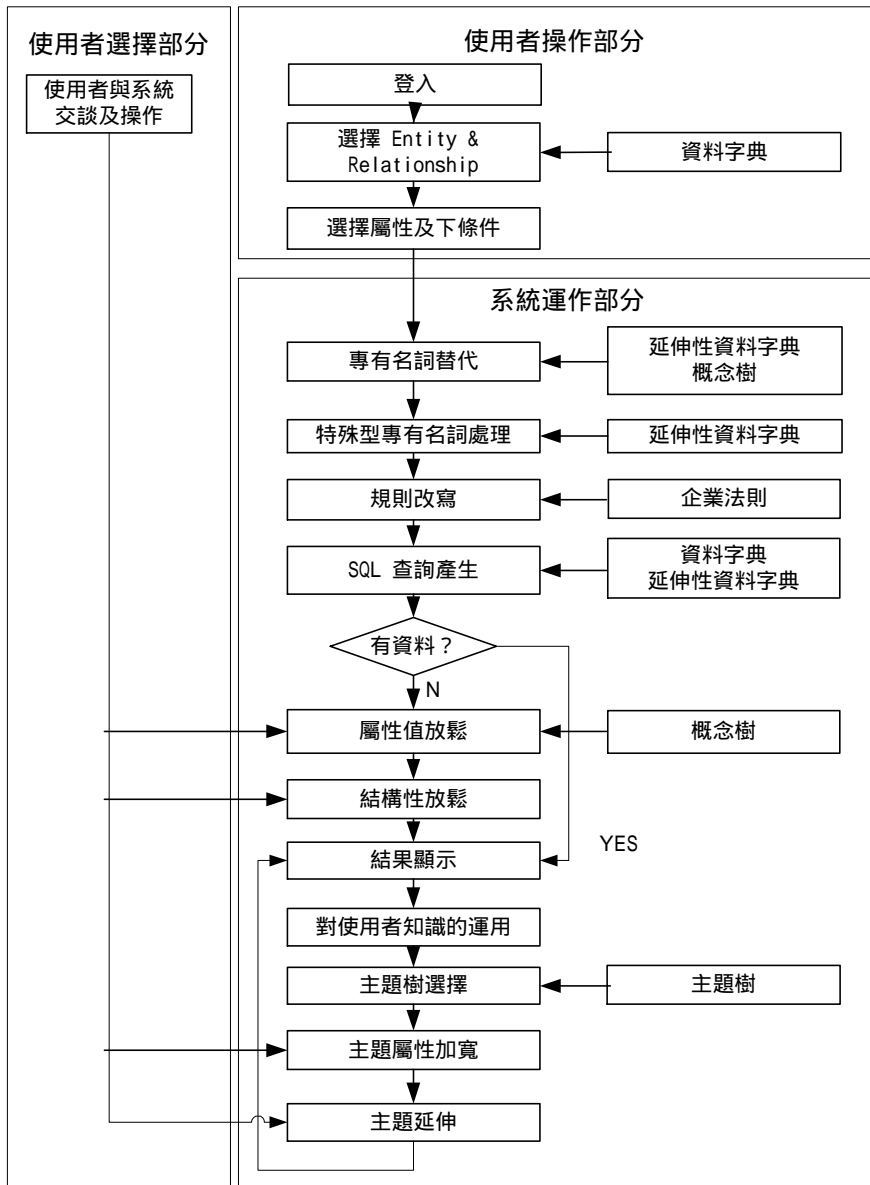 使用者選擇部分
使用者與系統
交談及操作
使用者操作部分
登入
選擇 Entity &
Relationship
資料字典
選擇屬性及下條件
系統運作部分
專有名詞替代
延伸性資料字典
概念樹
特殊型專有名詞處理
延伸性資料字典
規則改寫
企業法則
SQL 查詢產生
資料字典
延伸性資料字典
有資料？
N
屬性值放鬆
概念樹
結構性放鬆
YES
結果顯示
對使用者知識的運用
主題樹選擇
主題樹
主題屬性加寬
主題延伸